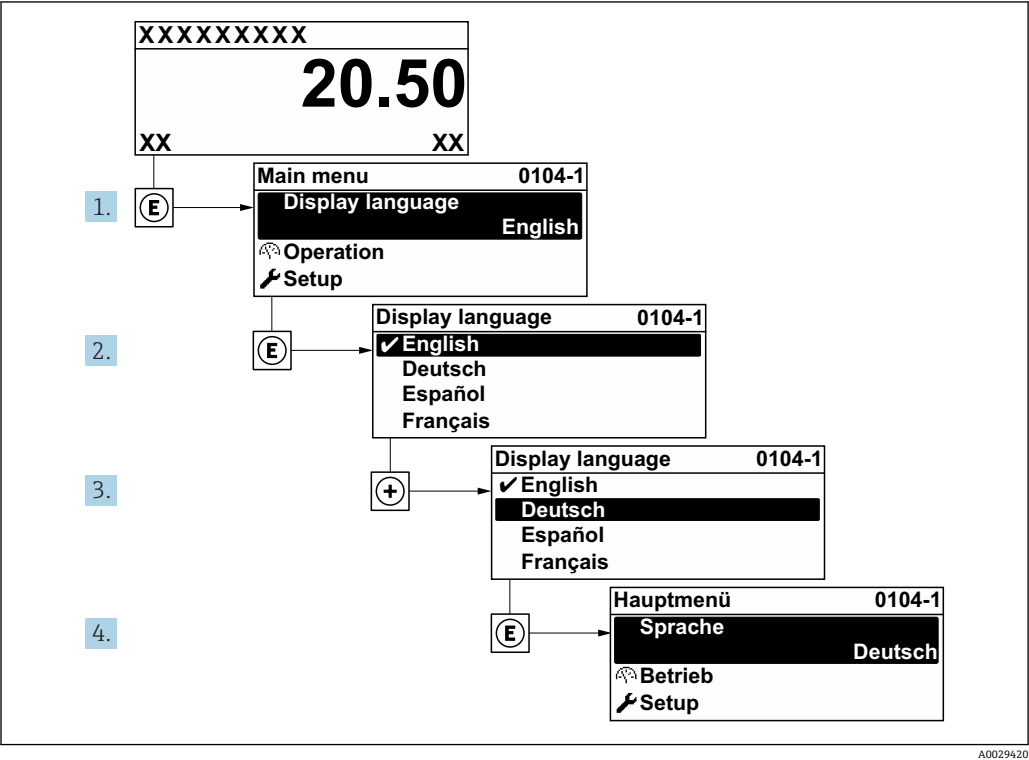 XXXXXXXXX
20.50
XX XX
1.
E
Main menu 0104-1
Display language
English
Operation
Setup
2.
E
Display language 0104-1
✔English
Deutsch
Español
Français
3.
+
Display language 0104-1
✔English
Deutsch
Español
Français
4.
E
Hauptmenü 0104-1
Sprache
Deutsch
Betrieb
Setup
A0029420